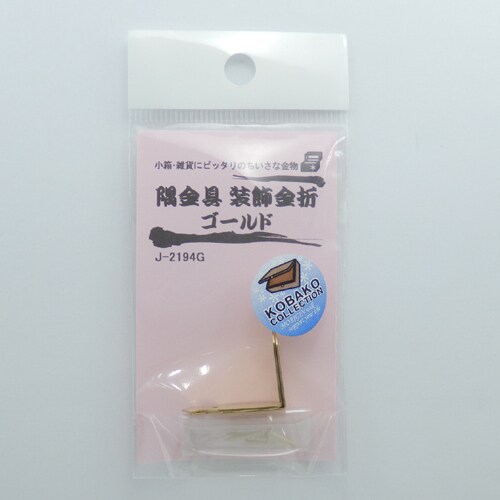 小箱・雑貨にピッタリのちいさな金物
隅金具 装飾金折
ゴールド
J-2194G
KOBAKO
COLLECTION